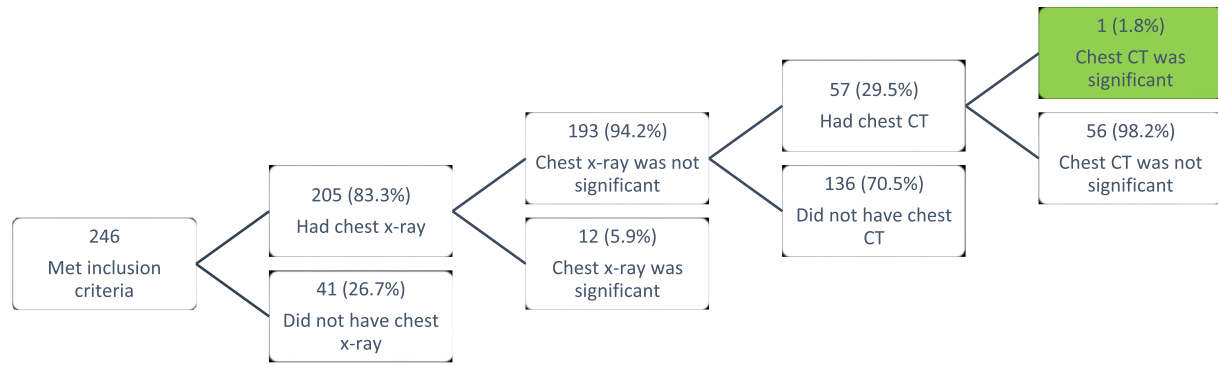 246
Met inclusion
criteria
205 (83.3%)
Had chest x-ray
41 (26.7%)
Did not have chest
x-ray
193 (94.2%)
Chest x-ray was not
significant
12 (5.9%)
Chest x-ray was
significant
57 (29.5%)
Had chest CT
136 (70.5%)
Did not have chest
CT
1 (1.8%)
Chest CT was
significant
56 (98.2%)
Chest CT was not
significant